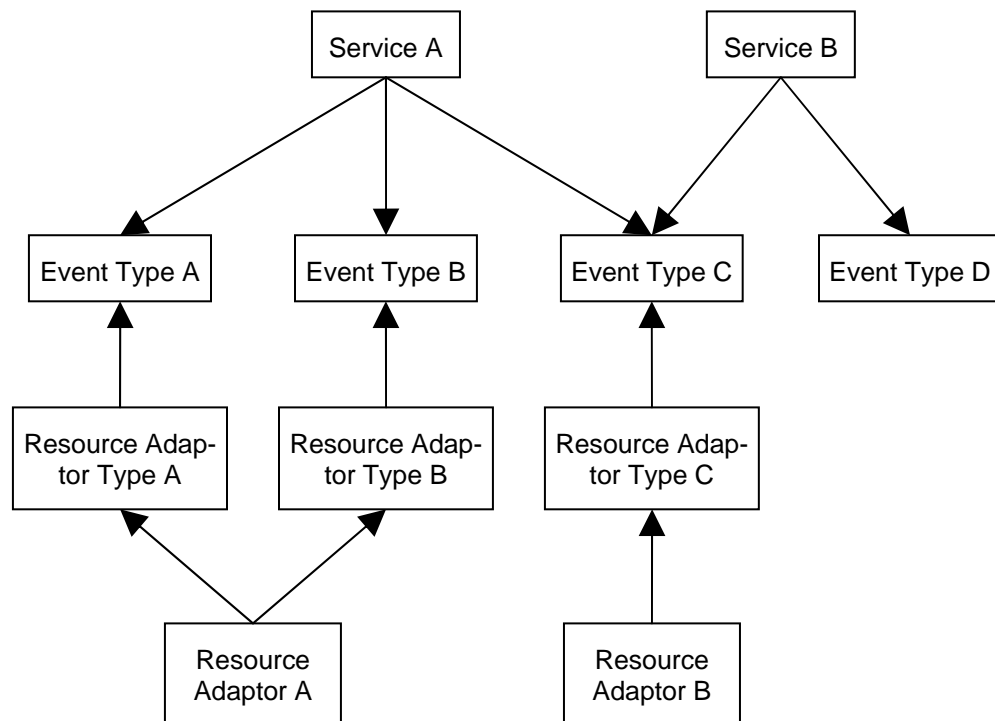 Service A
Service B
Event Type A
Event Type B
Event Type C
Event Type D
Resource Adap-
tor Type A
Resource Adap-
tor Type B
Resource Adap-
tor Type C
Resource
Adaptor A
Resource
Adaptor B